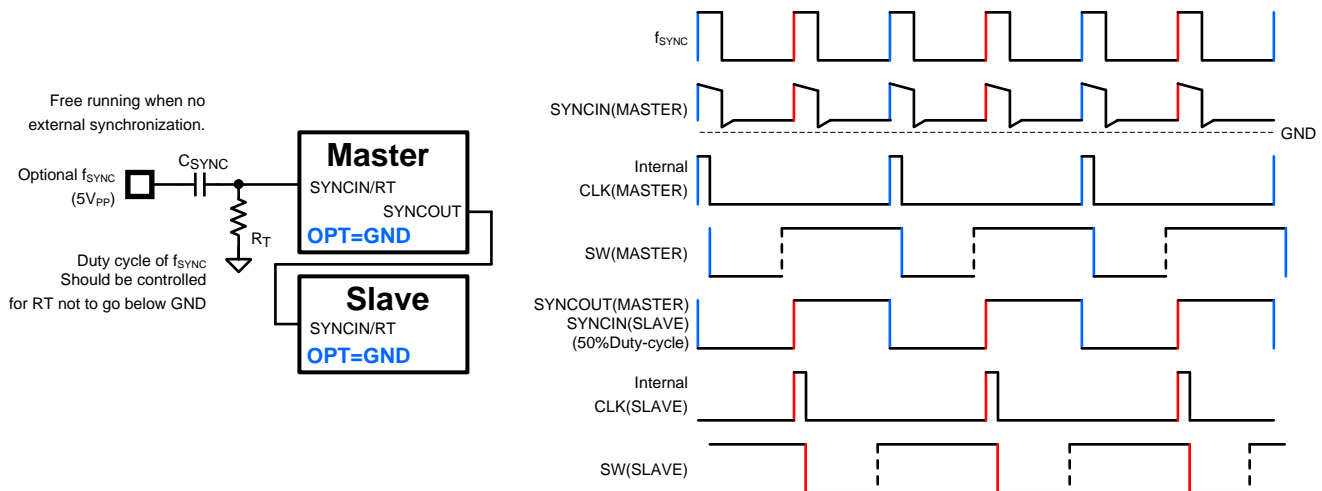 Free running when no
external synchronization.
Optional fSYNC
(5VPP)
CSYNC
RT
Duty cycle of fSYNC
Should be controlled
for RT not to go below GND
Master
SYNCIN/RT
SYNCOUT
OPT=GND
Slave
SYNCIN/RT
OPT=GND
fSYNC
SYNCIN(MASTER)
GND
Internal
CLK(MASTER)
SW(MASTER)
SYNCOUT(MASTER)
SYNCIN(SLAVE)
(50%Duty-cycle)
Internal
CLK(SLAVE)
SW(SLAVE)